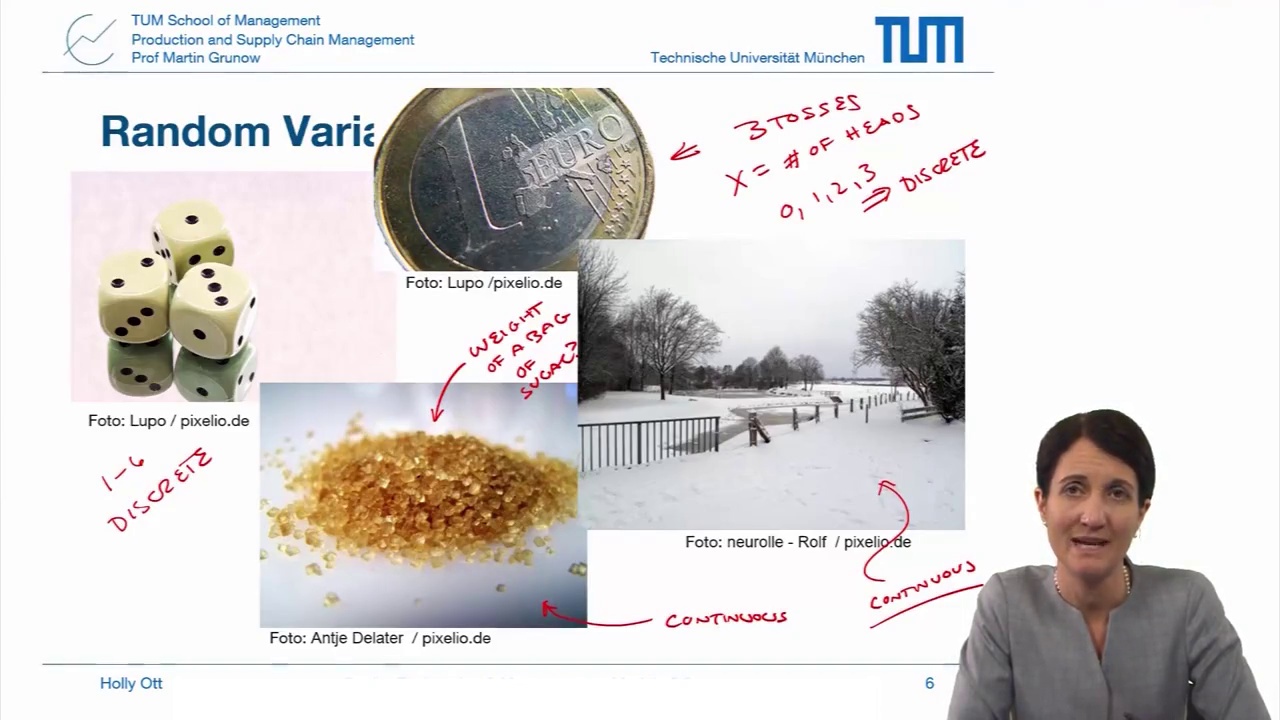 TUM School of Management
Production and Supply Chain Management
Prof Martin Grunow
Technische Universität München
TUM
Random Varia
1 EURO
3 TOSSES
X = # OF HEADS
0, 1, 2, 3
⇒ DISCRETE
Foto: Lupo /pixelio.de
WEIGHT
OF A BAG
OF
SUGAR?
Foto: Lupo / pixelio.de
1-6
DISCRETE
Foto: neurolle - Rolf / pixelio.de
CONTINUOUS
CONTINUOUS
Foto: Antje Delater / pixelio.de
Holly Ott
6